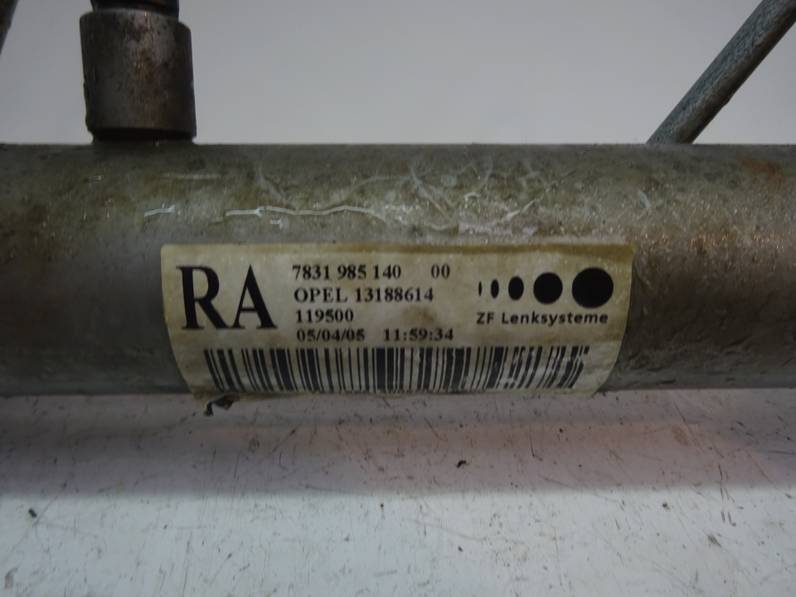 RA
7831 985 140 00
OPEL 13188614
119500
05/04/05 11:59:34
ZF Lenksysteme